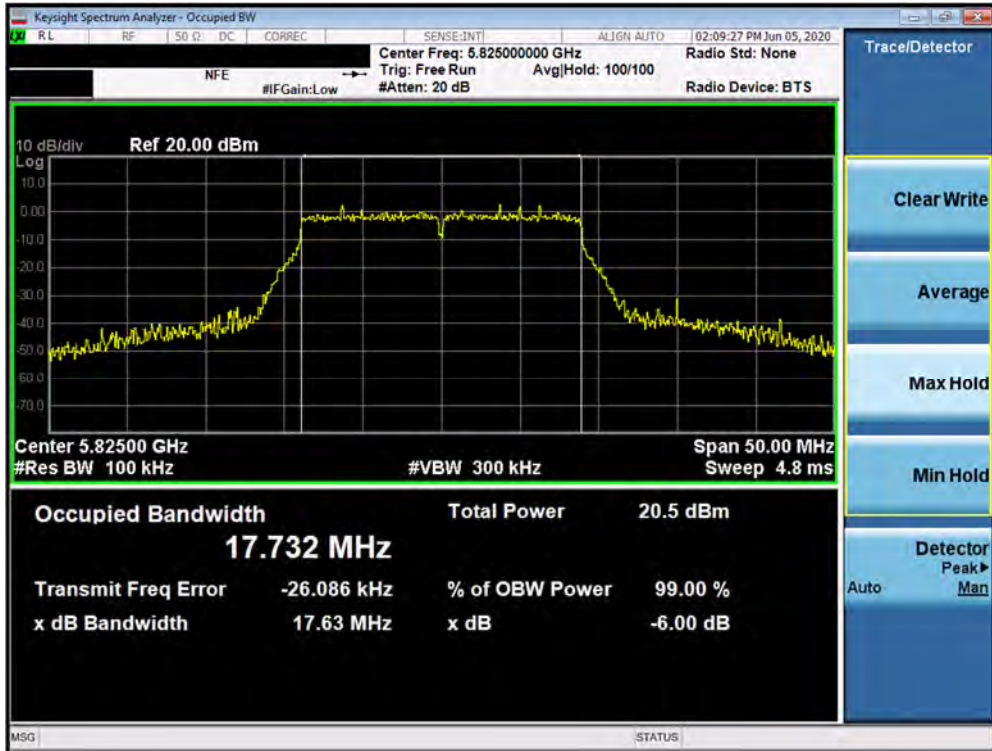 Keysight Spectrum Analyzer - Occupied BW
LXI RL RF 50 Ω DC CORREC SENSE:INT ALIGN AUTO 02:09:27 PM Jun 05, 2020
Center Freq: 5.825000000 GHz Radio Std: None
NFE Trig: Free Run Avg|Hold: 100/100
#IFGain:Low #Atten: 20 dB Radio Device: BTS
10 dB/div Ref 20.00 dBm
Log
10.0
0.00
-10.0
-20.0
-30.0
-40.0
-50.0
-60.0
-70.0
Center 5.82500 GHz Span 50.00 MHz
#Res BW 100 kHz #VBW 300 kHz Sweep 4.8 ms
Occupied Bandwidth Total Power 20.5 dBm
17.732 MHz
Transmit Freq Error -26.086 kHz % of OBW Power 99.00 %
x dB Bandwidth 17.63 MHz x dB -6.00 dB
MSG STATUS
Trace/Detector
Clear Write
Average
Max Hold
Min Hold
Detector
Peak▶
Auto Man